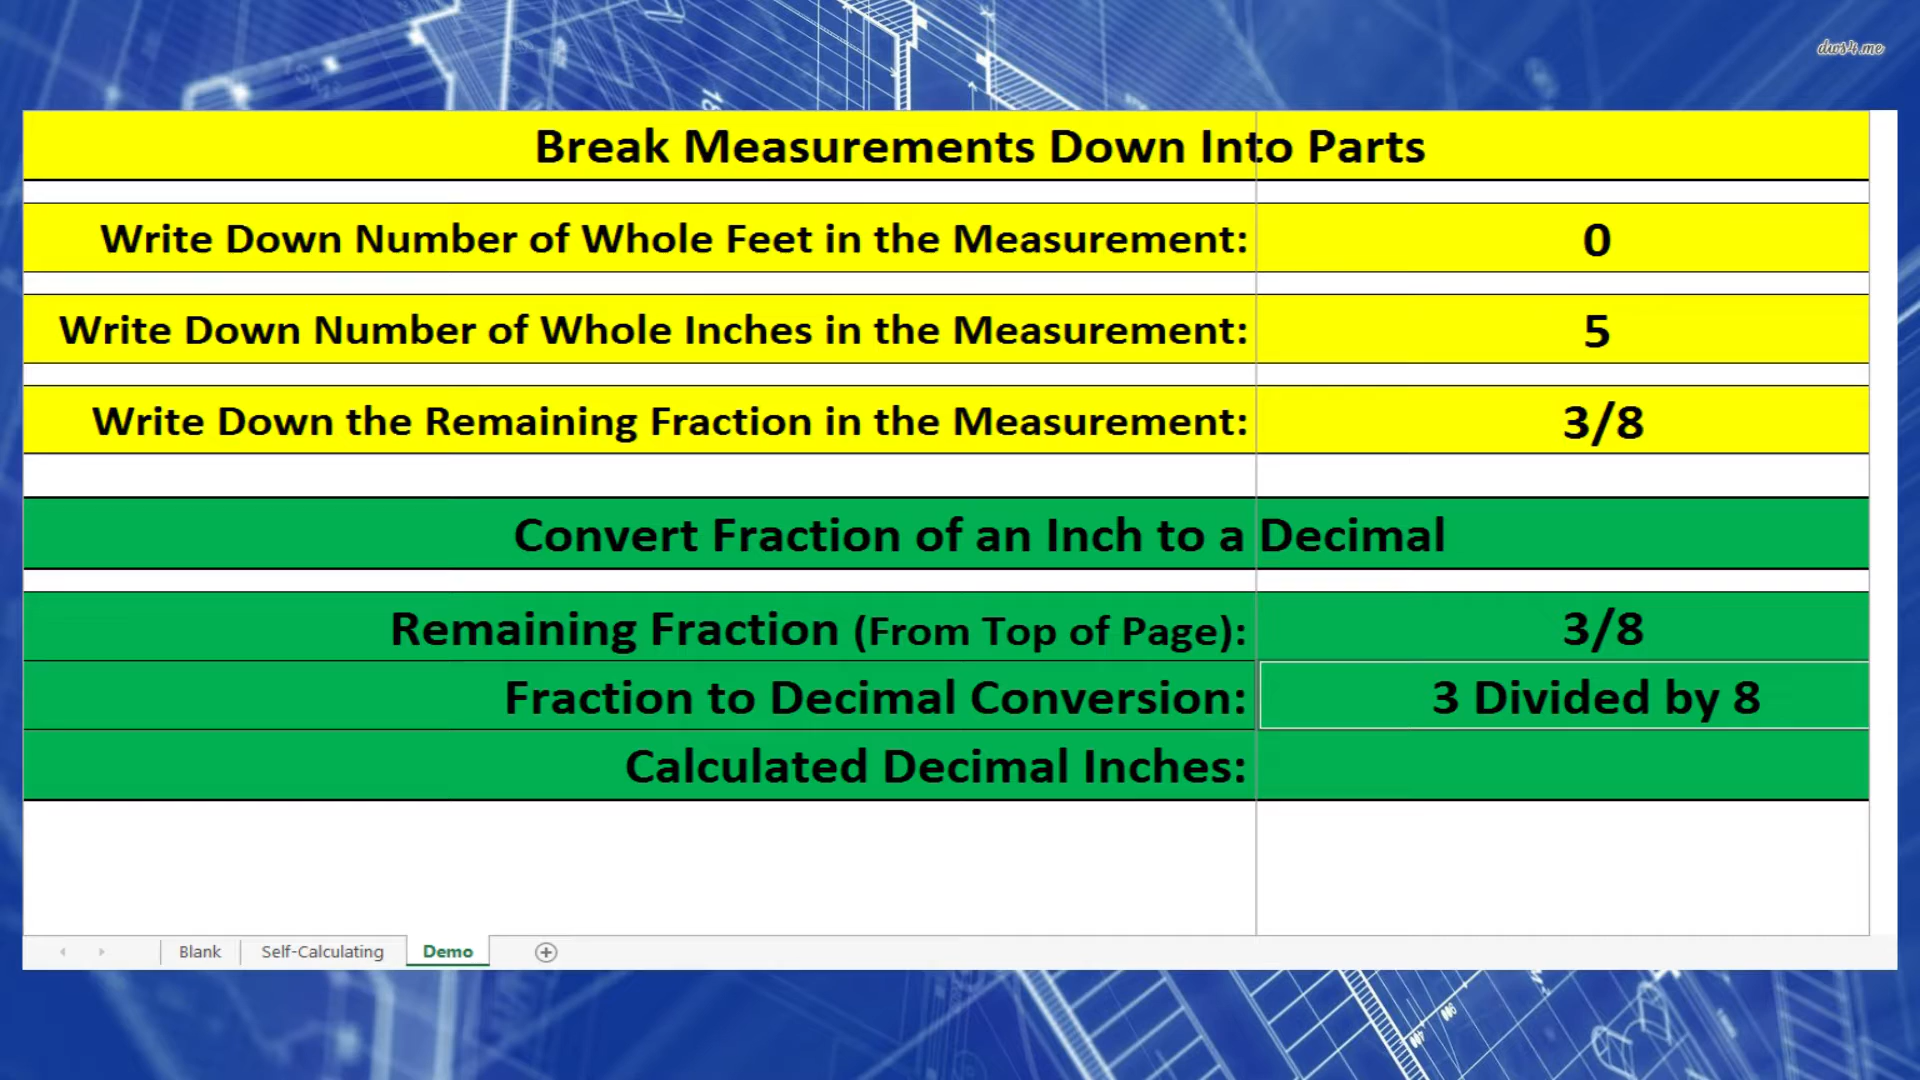 dws4.me
Break Measurements Down Into Parts
Write Down Number of Whole Feet in the Measurement: 0
Write Down Number of Whole Inches in the Measurement: 5
Write Down the Remaining Fraction in the Measurement: 3/8
Convert Fraction of an Inch to a Decimal
Remaining Fraction (From Top of Page): 3/8
Fraction to Decimal Conversion: 3 Divided by 8
Calculated Decimal Inches:
Blank Self-Calculating Demo